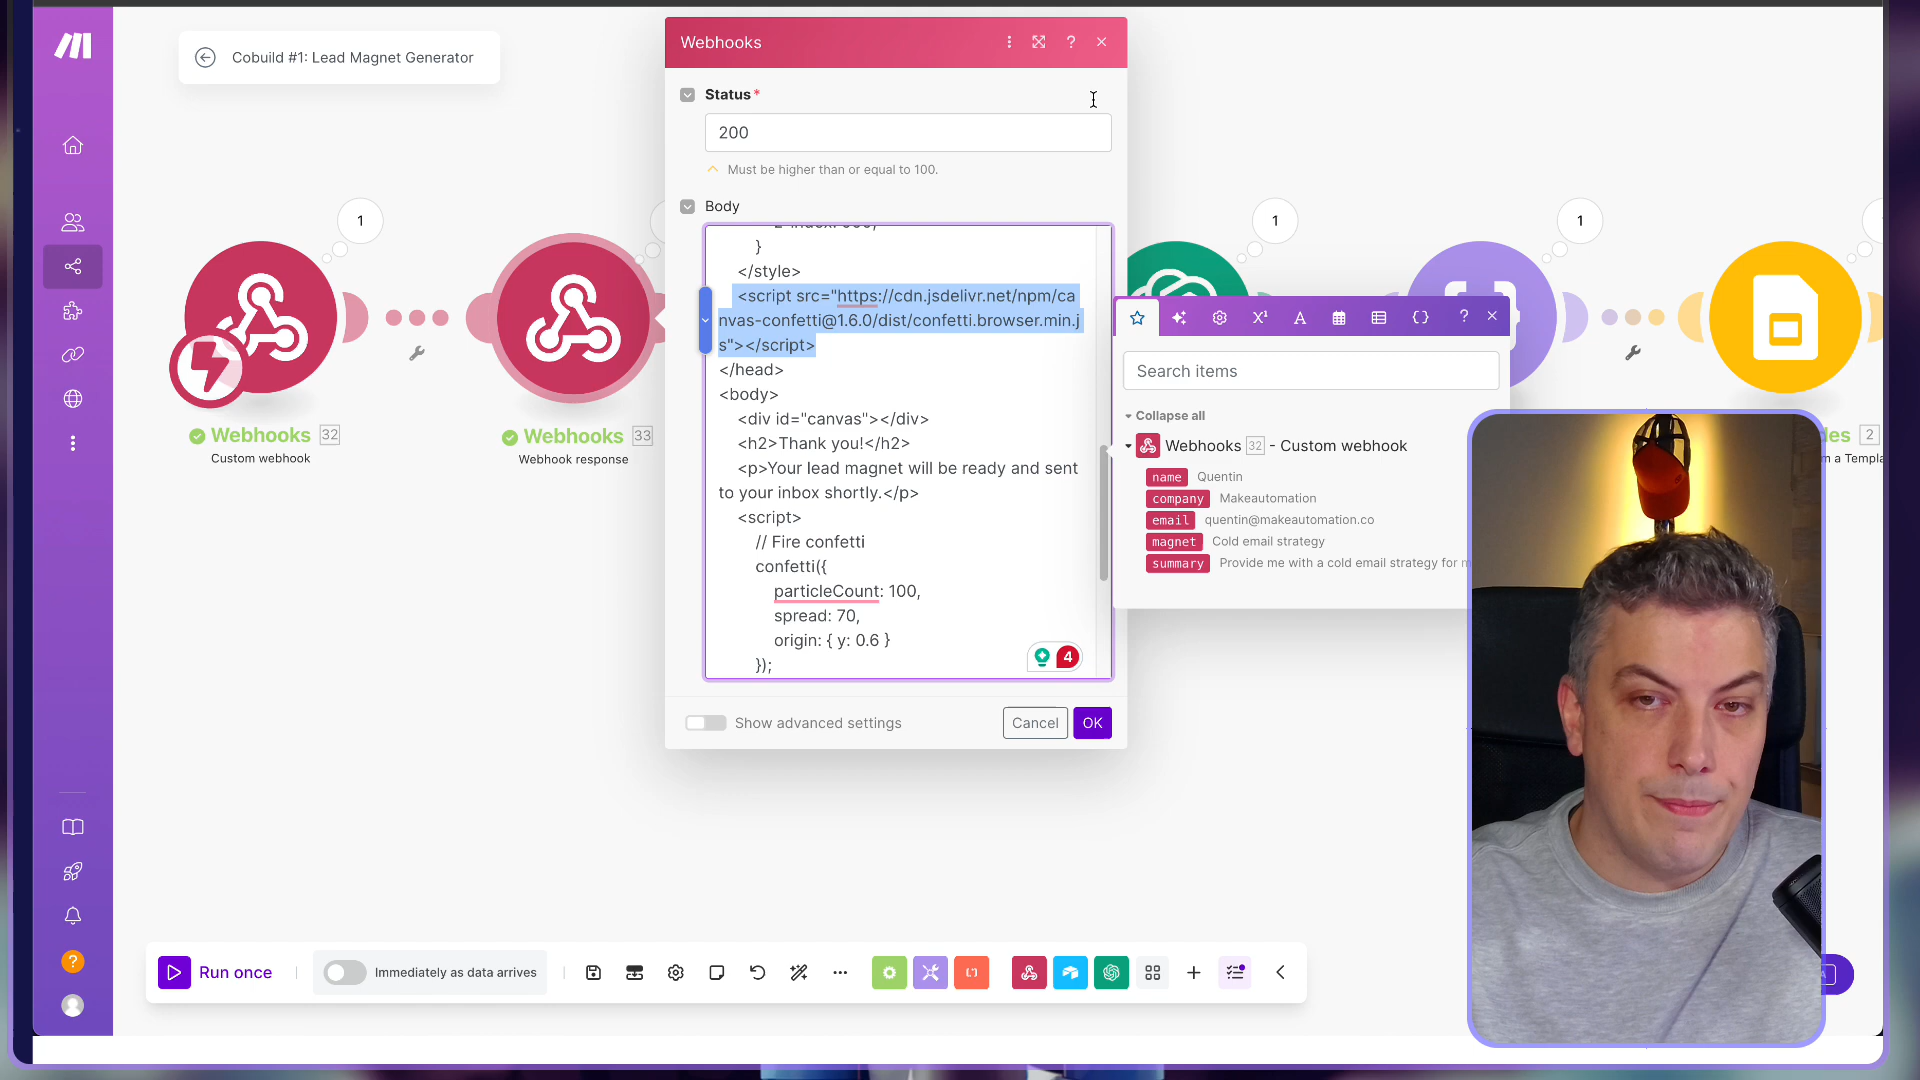 Cobuild #1: Lead Magnet Generator
Webhooks
?
Status*
200
Must be higher than or equal to 100.
Body
}
</style>
<script src="https://cdn.jsdelivr.net/npm/ca
nvas-confetti@1.6.0/dist/confetti.browser.min.j
s"></script>
</head>
<body>
<div id="canvas"></div>
<h2>Thank you!</h2>
<p>Your lead magnet will be ready and sent
to your inbox shortly.</p>
<script>
// Fire confetti
confetti({
particleCount: 100,
spread: 70,
origin: { y: 0.6 }
});
4
Show advanced settings
Cancel
OK
1
Webhooks 32
Custom webhook
Webhooks 33
Webhook response
1
1
?
Search items
Collapse all
Webhooks 32 - Custom webhook
name Quentin
company Makeautomation
email quentin@makeautomation.co
magnet Cold email strategy
summary Provide me with a cold email strategy for m
des 2
m a Templa
?
Run once
Immediately as data arrives